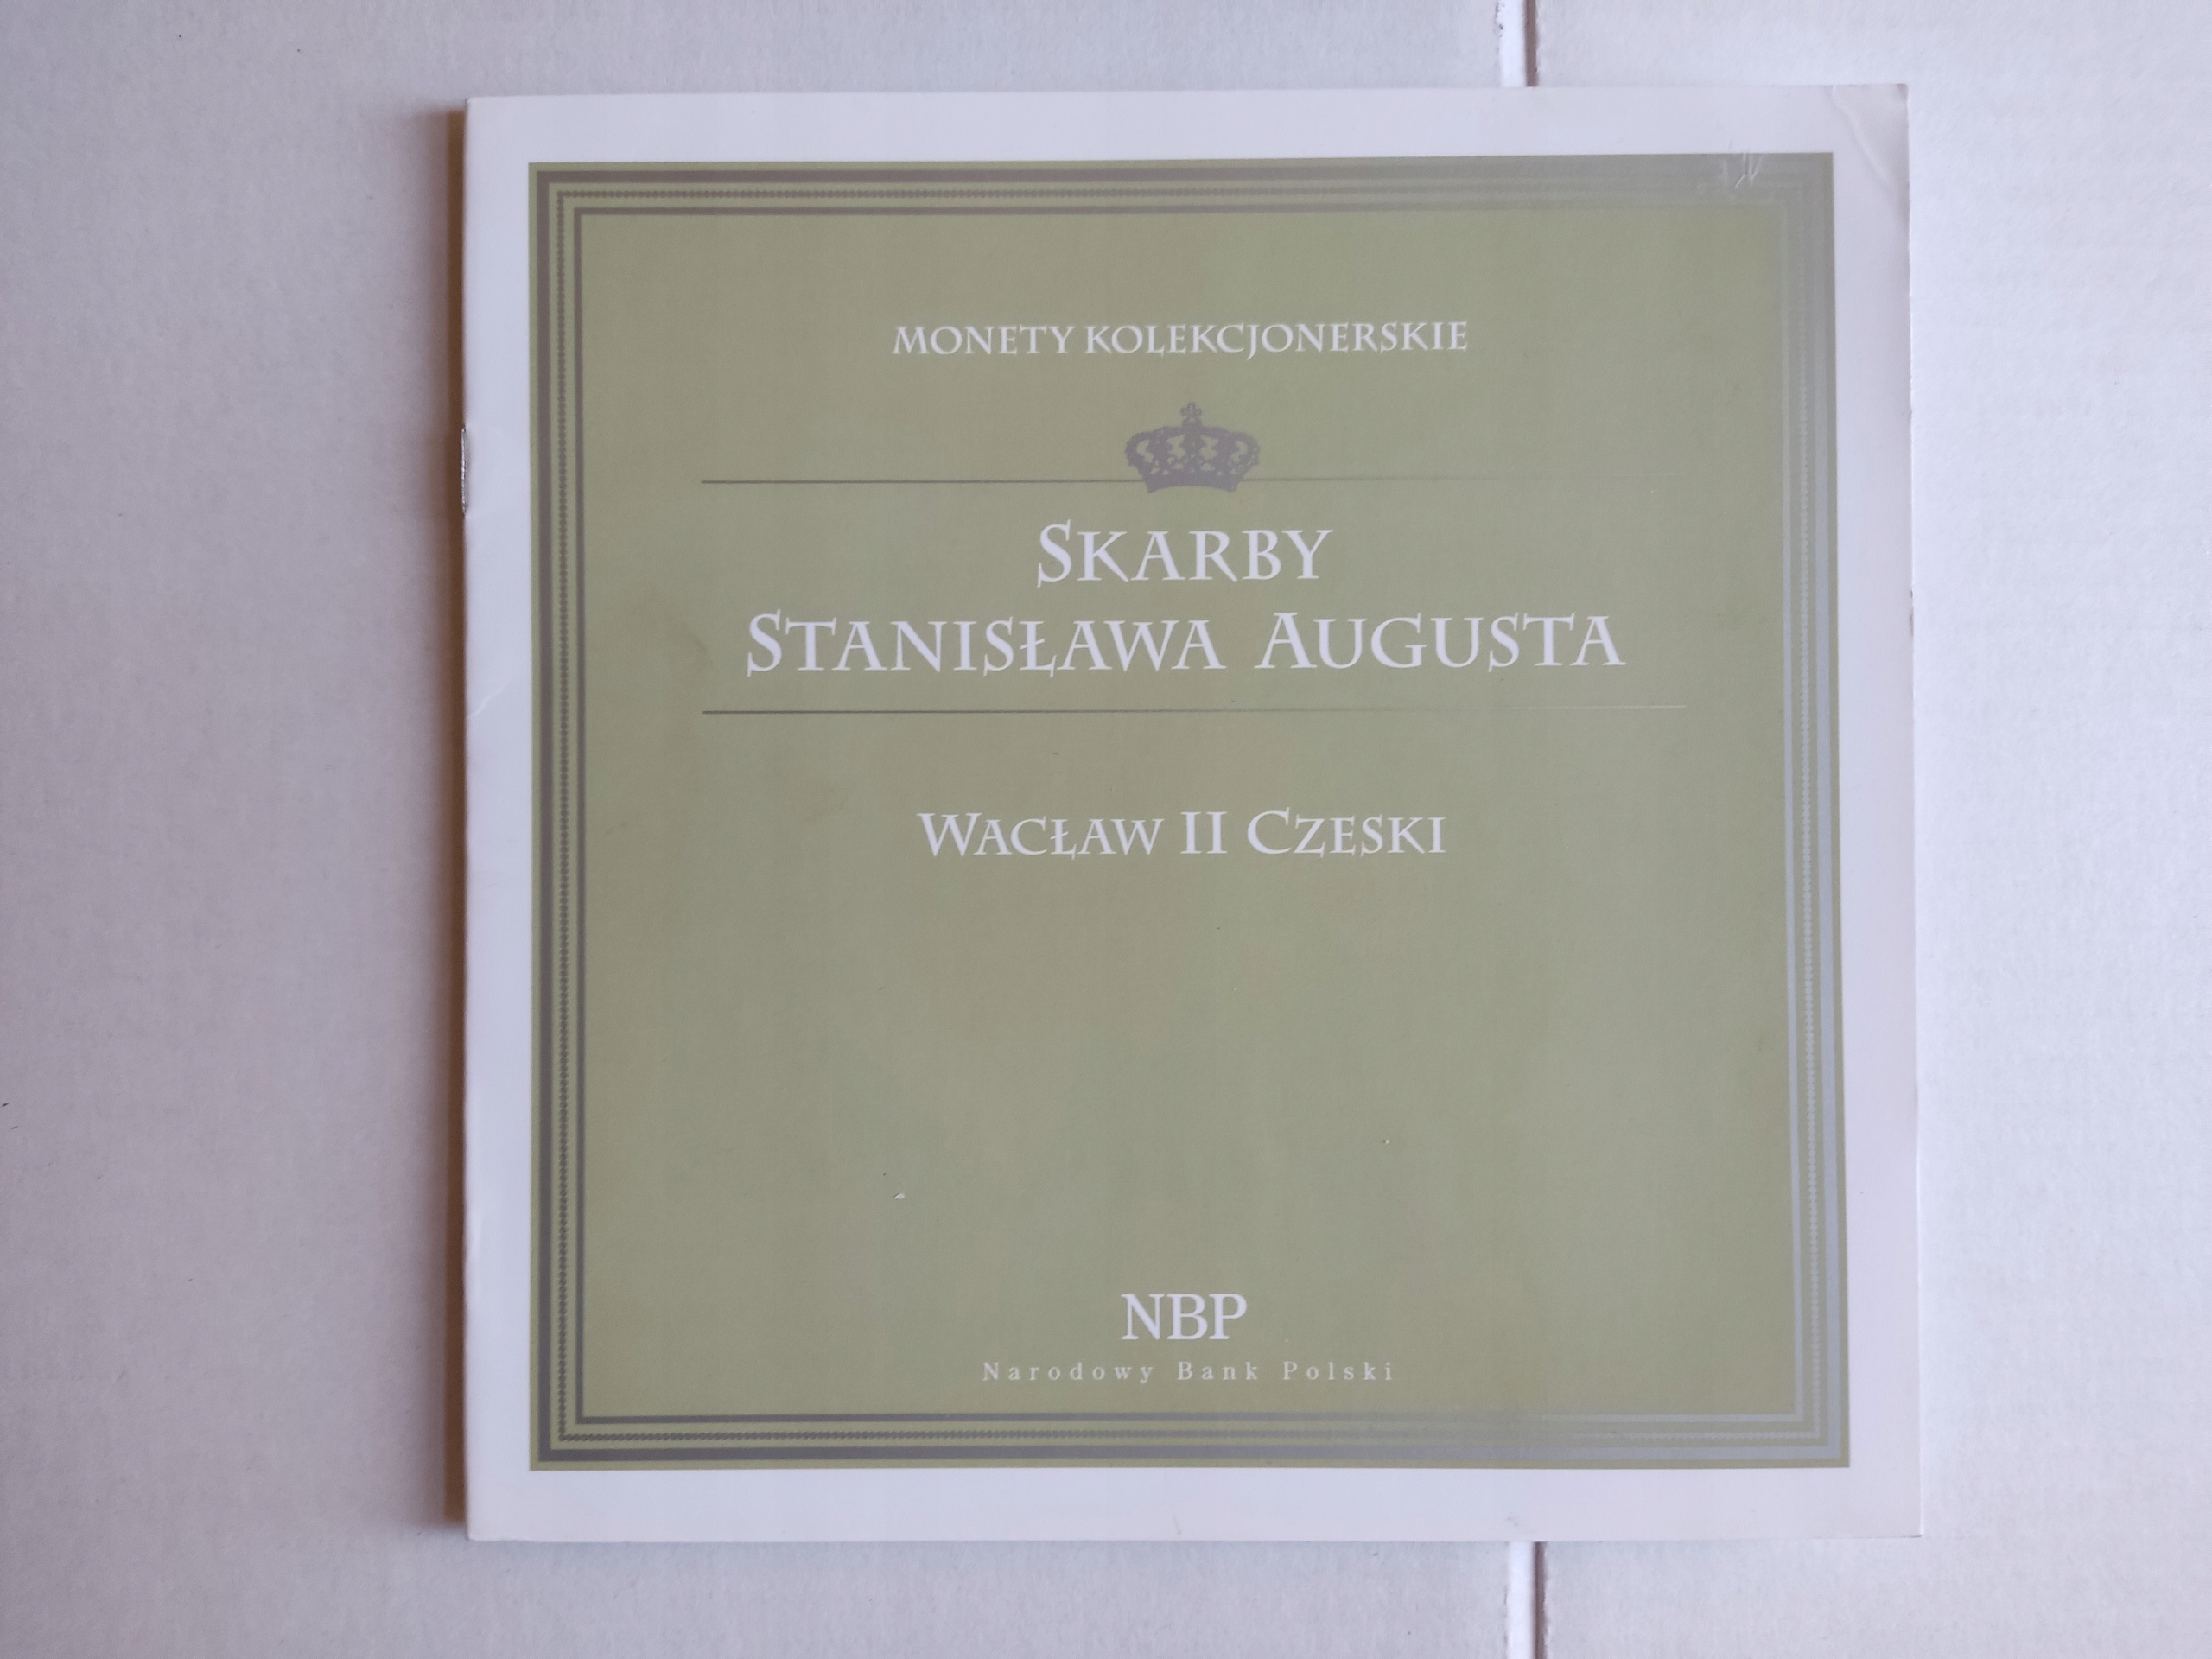 MONETY KOLEKCJONERSKIE
SKARBY
STANISŁAWA AUGUSTA
WACŁAW II CZESKI
NBP
Narodowy Bank Polski